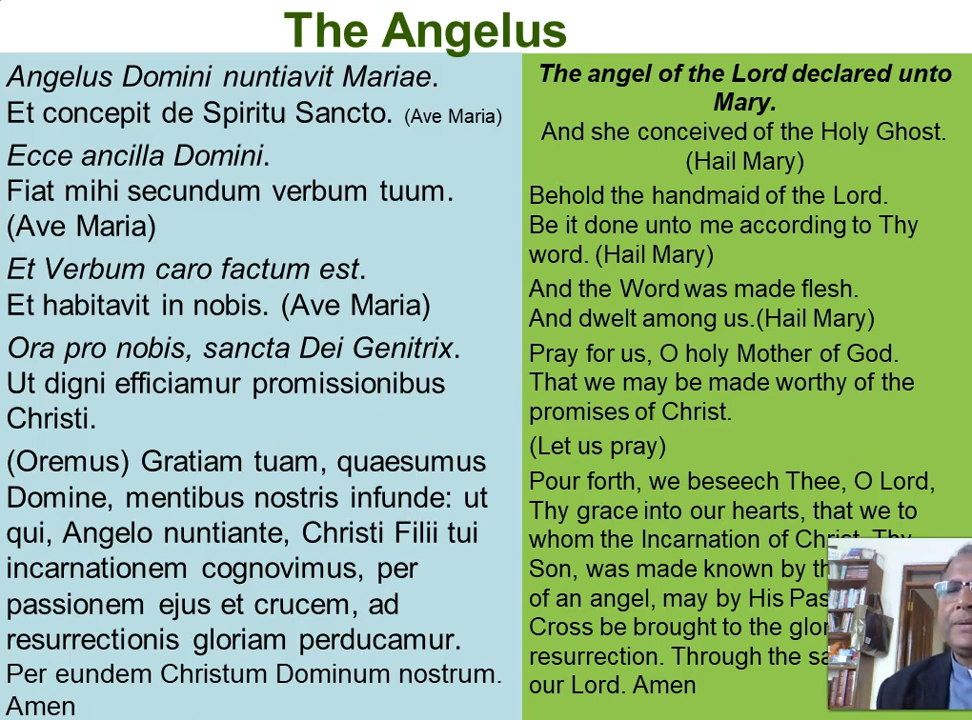 The Angelus
Angelus Domini nuntiavit Mariae.
Et concepit de Spiritu Sancto. (Ave Maria)
Ecce ancilla Domini.
Fiat mihi secundum verbum tuum.
(Ave Maria)
Et Verbum caro factum est.
Et habitavit in nobis. (Ave Maria)
Ora pro nobis, sancta Dei Genitrix.
Ut digni efficiamur promissionibus
Christi.
(Oremus) Gratiam tuam, quaesumus
Domine, mentibus nostris infunde: ut
qui, Angelo nuntiante, Christi Filii tui
incarnationem cognovimus, per
passionem ejus et crucem, ad
resurrectionis gloriam perducamur.
Per eundem Christum Dominum nostrum.
Amen
The angel of the Lord declared unto
Mary.
And she conceived of the Holy Ghost.
(Hail Mary)
Behold the handmaid of the Lord.
Be it done unto me according to Thy
word. (Hail Mary)
And the Word was made flesh.
And dwelt among us.(Hail Mary)
Pray for us, O holy Mother of God.
That we may be made worthy of the
promises of Christ.
(Let us pray)
Pour forth, we beseech Thee, O Lord,
Thy grace into our hearts, that we to
whom the Incarnation of Christ, Thy
Son, was made known by
of an angel, may by His
Cross be brought to the
resurrection. Through the
our Lord. Amen